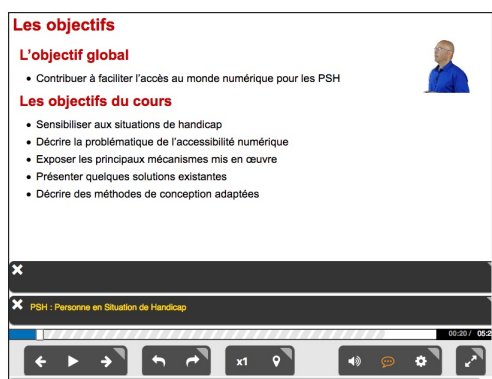 Les objectifs
L'objectif global
• Contribuer à faciliter l'accès au monde numérique pour les PSH
Les objectifs du cours
• Sensibiliser aux situations de handicap
• Décrire la problématique de l'accessibilité numérique
• Exposer les principaux mécanismes mis en œuvre
• Présenter quelques solutions existantes
• Décrire des méthodes de conception adaptées
PSH : Personne en Situation de Handicap
00:20 / 05:2
x1